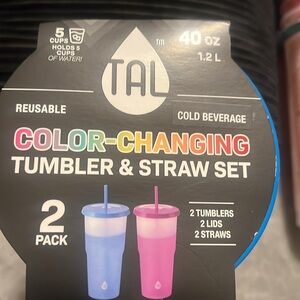 5
CUPS
HOLDS 5
CUPS
OF WATER!
TAL
TM
40 OZ
1.2 L
REUSABLE
COLD BEVERAGE
COLOR-CHANGING
TUMBLER & STRAW SET
2
PACK
2 TUMBLERS
2 LIDS
2 STRAWS